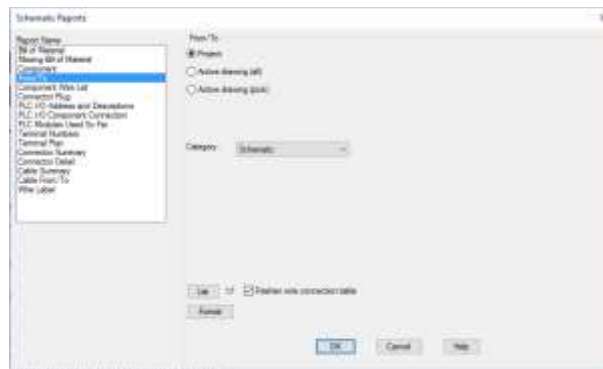 Schematic Reports
Report Name
Bill of Material
Missing Bill of Material
Component
From/To
Component Wire List
Connector Plug
PLC I/O Address and Descriptions
PLC I/O Component Connection
PLC Modules Used So Far
Terminal Numbers
Terminal Plan
Connector Summary
Connector Detail
Cable Summary
Cable From/To
Wire Label
From/To
Project
Active drawing (all)
Active drawing (pick)
Category:
Schematic
Freshen wire connection table
Format
OK
Cancel
Help